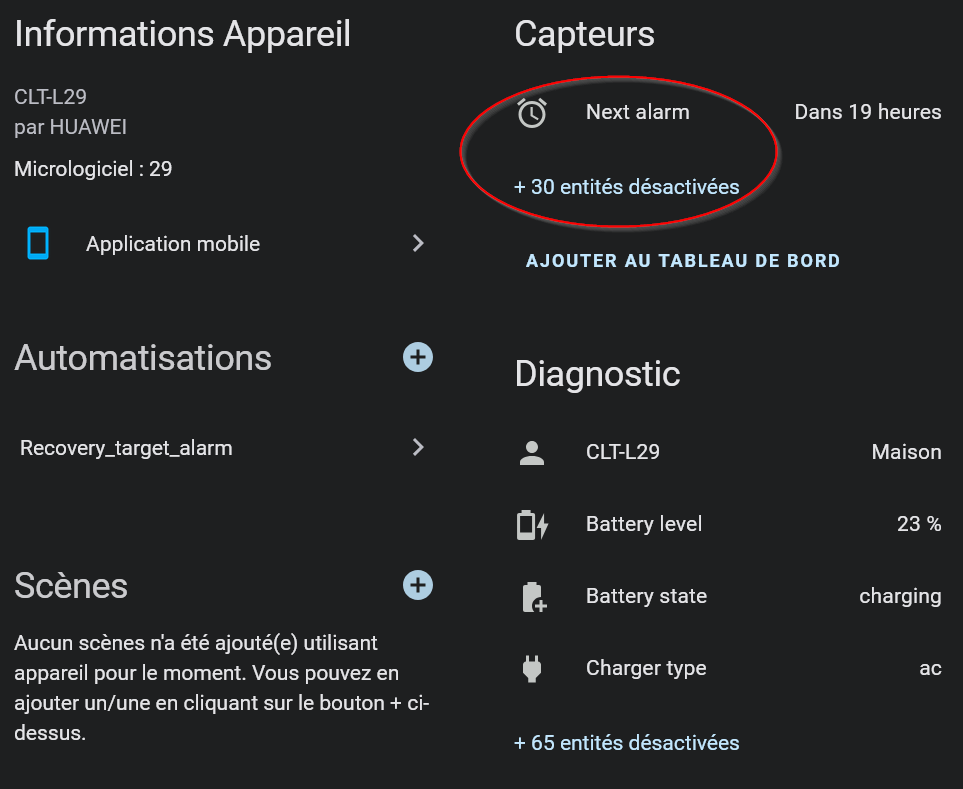 Informations Appareil
CLT-L29
par HUAWEI
Micrologiciel : 29
Application mobile
Automatisations
Recovery_target_alarm
Scènes
Aucun scènes n'a été ajouté(e) utilisant
appareil pour le moment. Vous pouvez en
ajouter un/une en cliquant sur le bouton + ci-
dessus.
Capteurs
Next alarm Dans 19 heures
+ 30 entités désactivées
AJOUTER AU TABLEAU DE BORD
Diagnostic
CLT-L29 Maison
Battery level 23 %
Battery state charging
Charger type ac
+ 65 entités désactivées